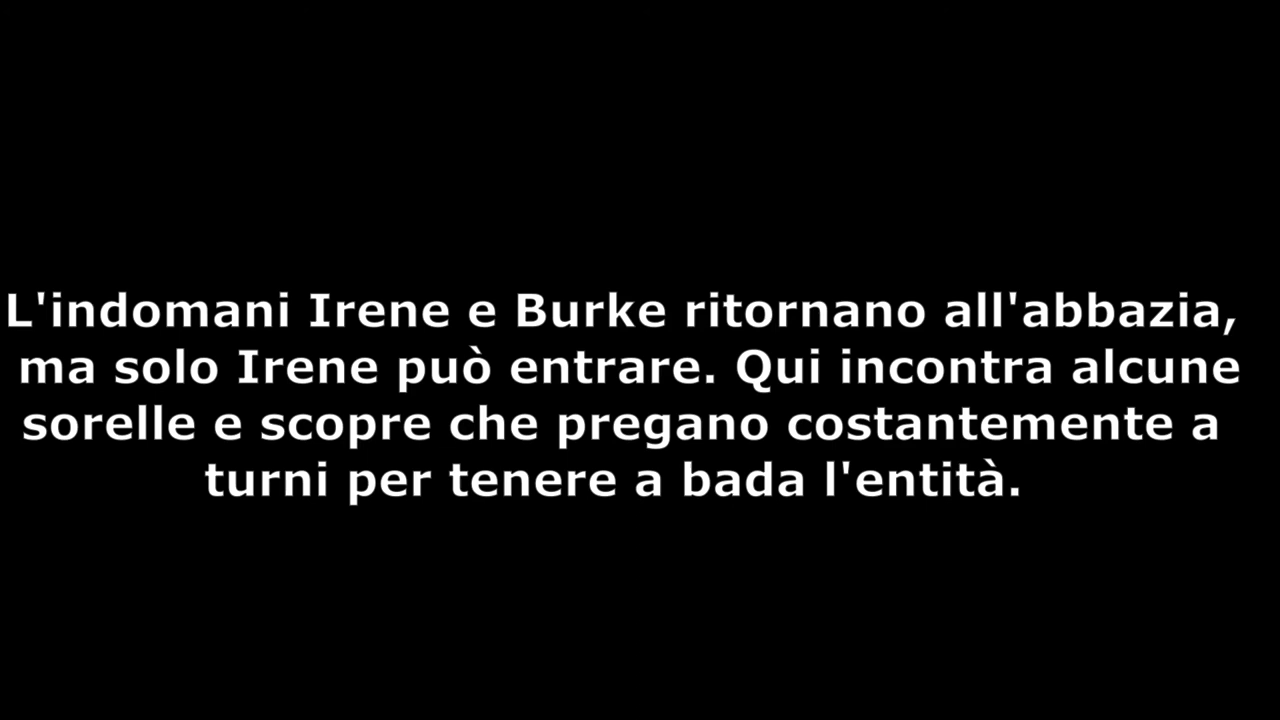 L'indomani Irene e Burke ritornano all'abbazia,
ma solo Irene può entrare. Qui incontra alcune
sorelle e scopre che pregano costantemente a
turni per tenere a bada l'entità.